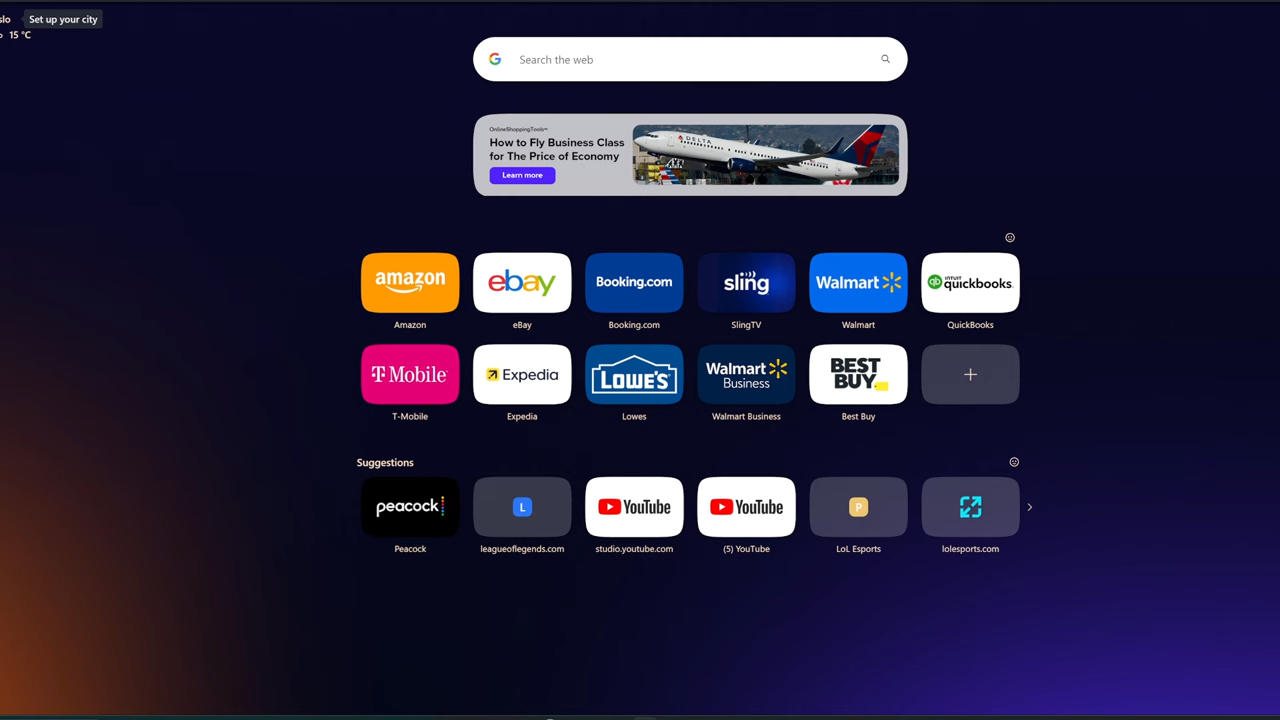 slo
Set up your city
15 °C
Search the web
OnlineShoppingTools™
How to Fly Business Class
for The Price of Economy
Learn more
DELTA
amazon
ebay
Booking.com
sling
Walmart
INTUIT
qb quickbooks.
Amazon
eBay
Booking.com
SlingTV
Walmart
QuickBooks
T Mobile
Expedia
LOWE'S
Walmart
Business
BEST
BUY
T-Mobile
Expedia
Lowes
Walmart Business
Best Buy
Suggestions
peacock
L
YouTube
YouTube
P
Peacock
leagueoflegends.com
studio.youtube.com
(5) YouTube
LoL Esports
lolesports.com